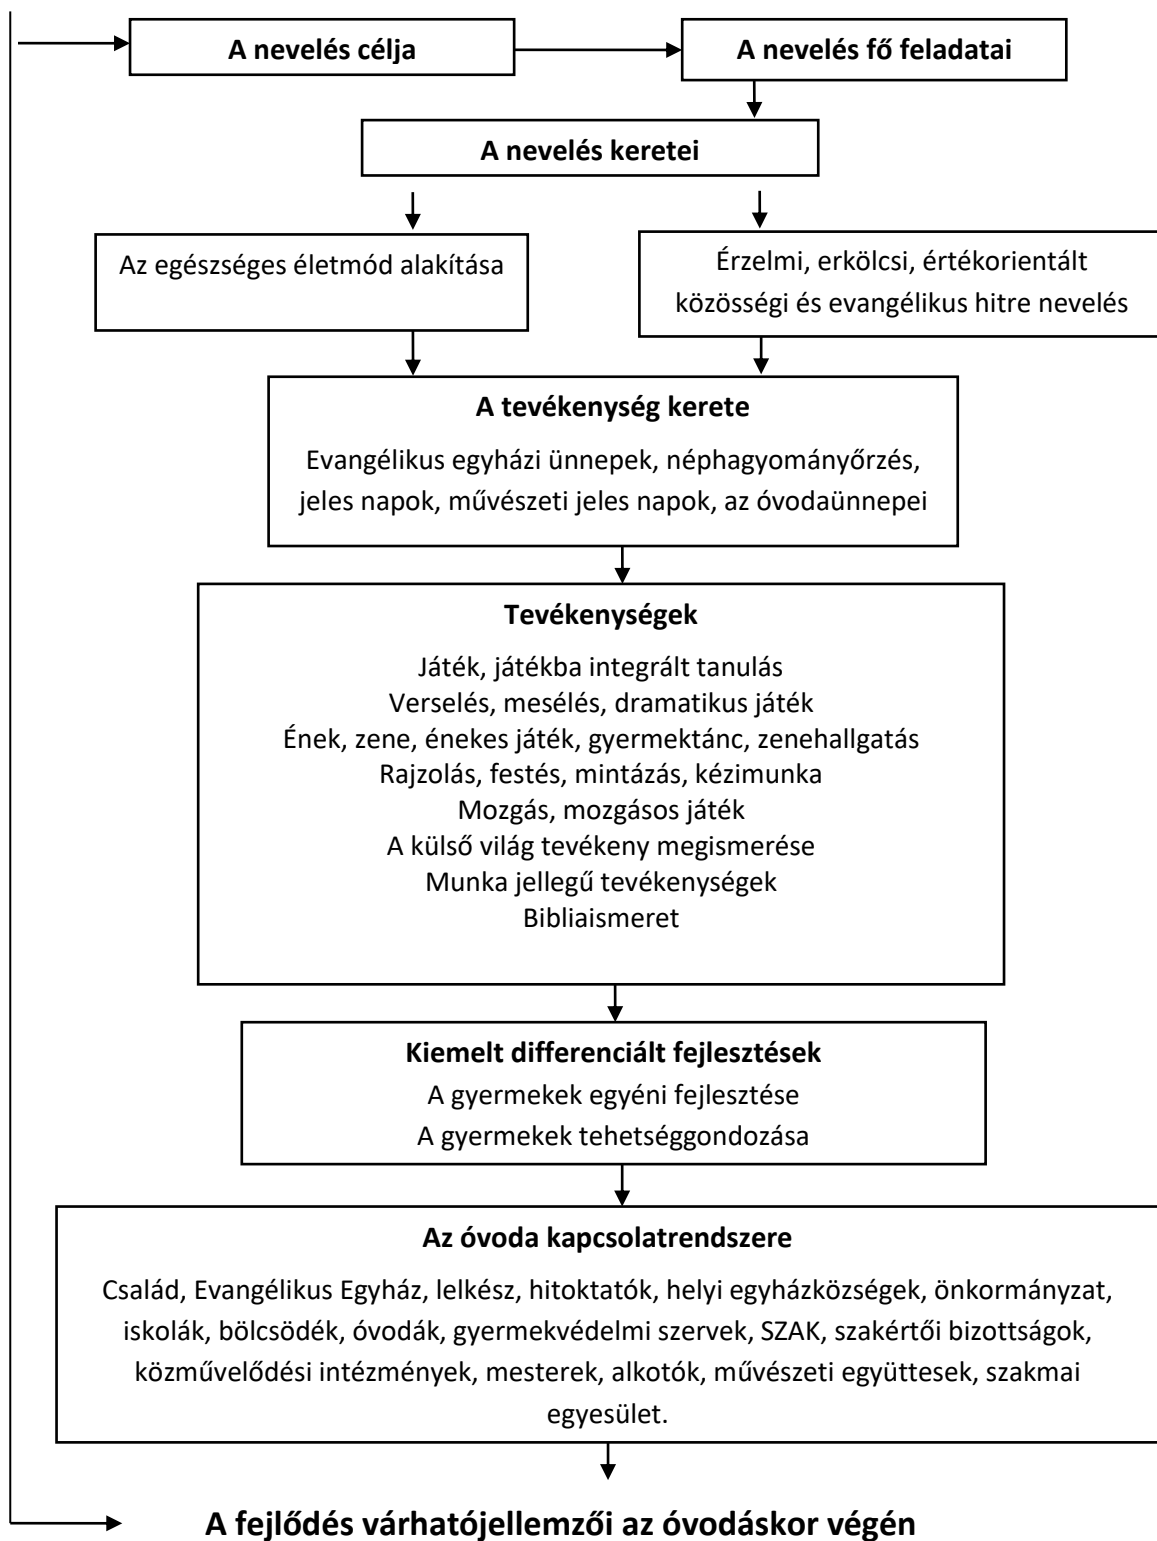 A nevelés célja
A nevelés fő feladatai
A nevelés keretei
Az egészséges életmód alakítása
Érzelmi, erkölcsi, értékorientált
közösségi és evangélikus hitre nevelés
A tevékenység kerete
Evangélikus egyházi ünnepek, néphagyományőrzés,
jeles napok, művészeti jeles napok, az óvodaünnepei
Tevékenységek
Játék, játékba integrált tanulás
Verselés, mesélés, dramatikus játék
Ének, zene, énekes játék, gyermektánc, zenehallgatás
Rajzolás, festés, mintázás, kézimunka
Mozgás, mozgásos játék
A külső világ tevékeny megismerése
Munka jellegű tevékenységek
Bibliaismeret
Kiemelt differenciált fejlesztések
A gyermekek egyéni fejlesztése
A gyermekek tehetséggondozása
Az óvoda kapcsolatrendszere
Család, Evangélikus Egyház, lelkész, hitoktatók, helyi egyházközségek, önkormányzat,
iskolák, bölcsödék, óvodák, gyermekvédelmi szervek, SZAK, szakértői bizottságok,
közművelődési intézmények, mesterek, alkotók, művészeti együttesek, szakmai
egyesület.
A fejlődés várhatójellemzői az óvodáskor végén